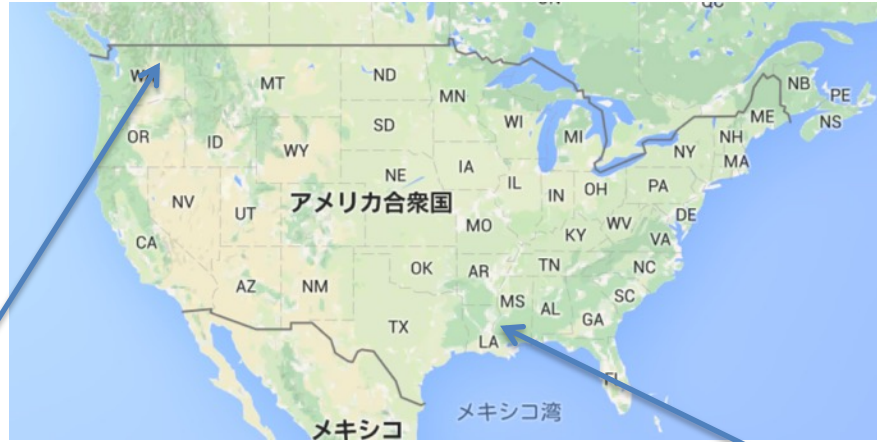 QC
WA
MT
ND
MN
NB
PE
NS
ME
OR
ID
SD
WI
MI
NH
NY
MA
WY
NE
IA
IL
IN
OH
PA
NV
UT
アメリカ合衆国
MO
KY
WV
DE
VA
CA
AZ
NM
OK
AR
TN
NC
MS
AL
GA
SC
TX
LA
FL
メキシコ湾
メキシコ